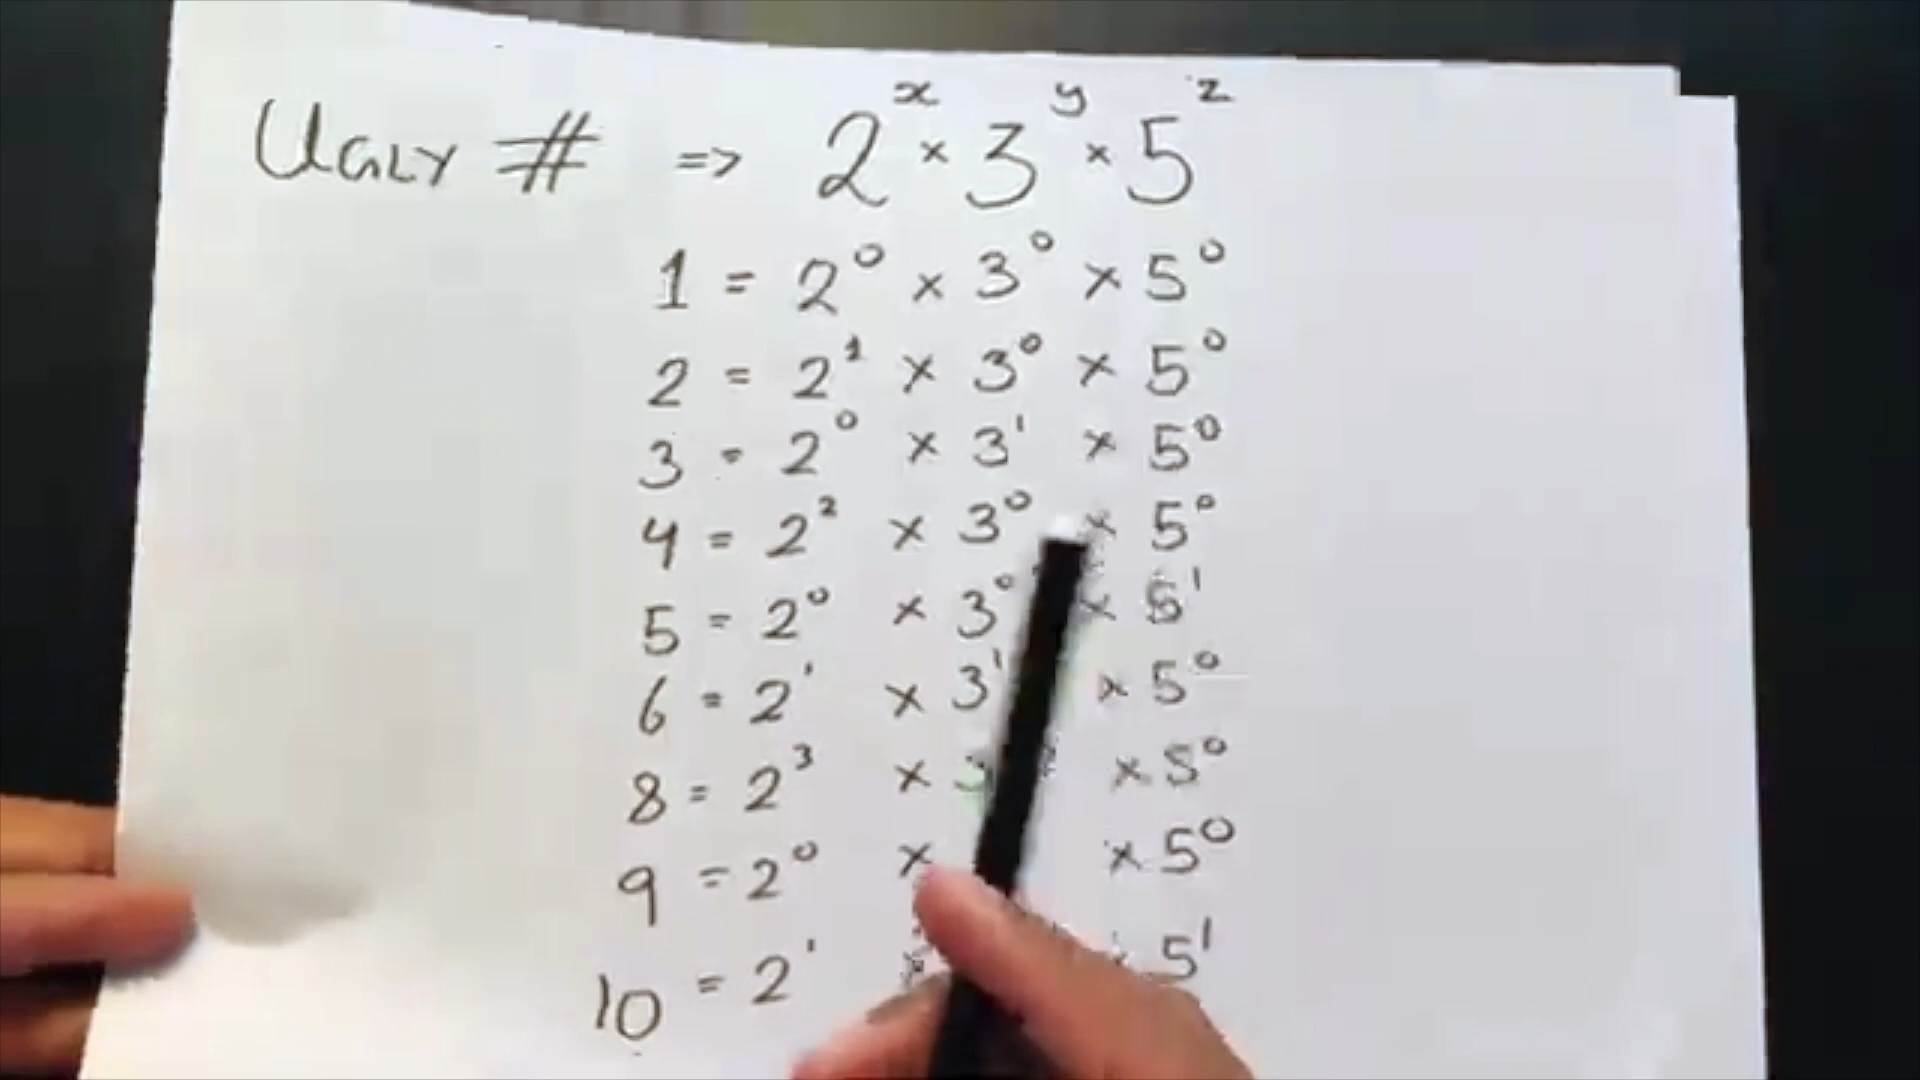 UGLY # => 2^x × 3^y × 5^z
1 = 2^0 × 3^0 × 5^0
2 = 2^1 × 3^0 × 5^0
3 = 2^0 × 3^1 × 5^0
4 = 2^2 × 3^0 × 5^0
5 = 2^0 × 3^0 × 5^1
6 = 2^1 × 3^1 × 5^0
8 = 2^3 × 3 × 5^0
9 = 2^0 × × 5^0
10 = 2^1 × × 5^1